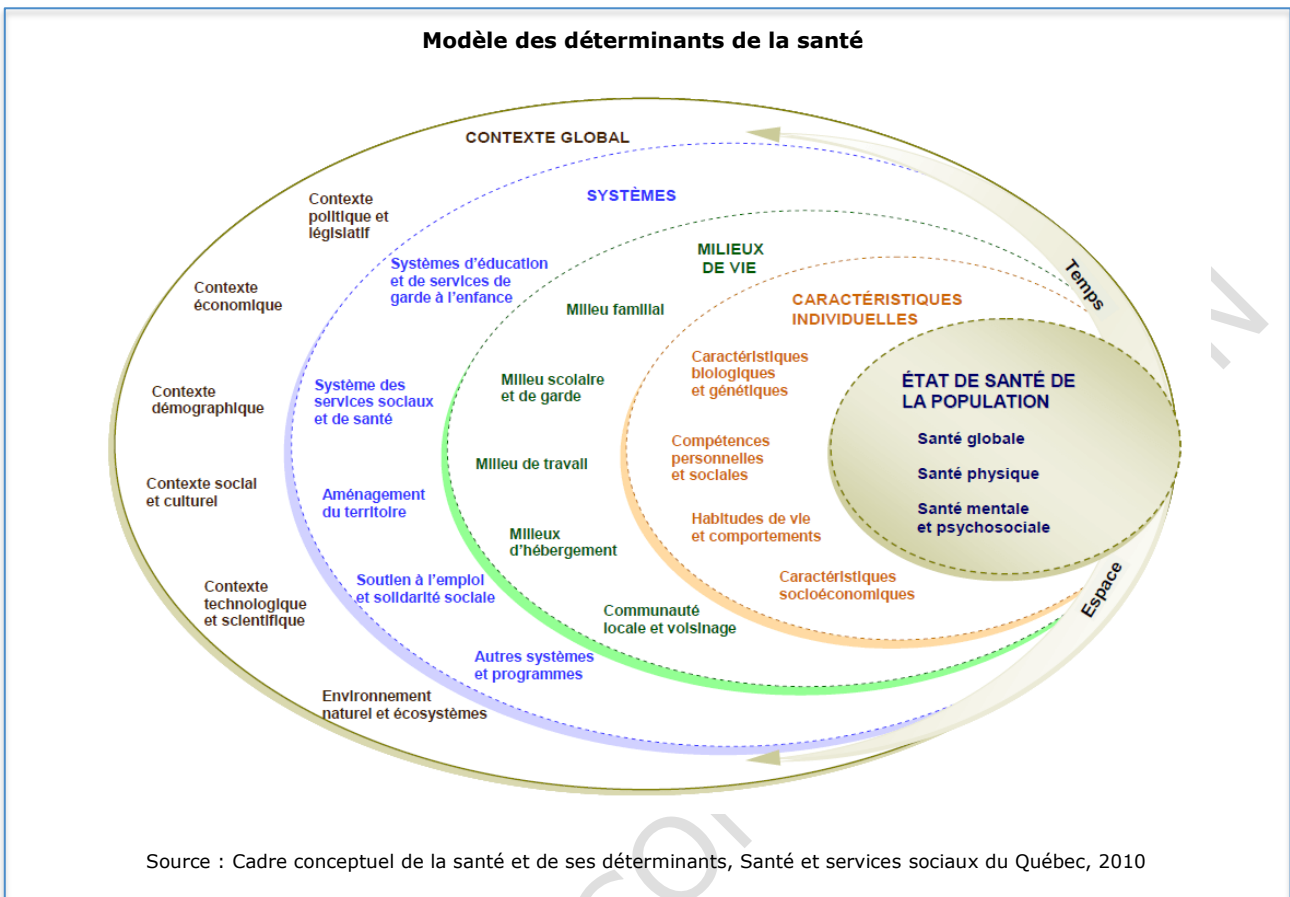 Modèle des déterminants de la santé
CONTEXTE GLOBAL
Contexte
politique et
législatif
Contexte
économique
Contexte
démographique
Contexte social
et culturel
Contexte
technologique
et scientifique
Environnement
naturel et écosystèmes
SYSTÈMES
Systèmes d'éducation
et de services de
garde à l'enfance
Système des
services sociaux
et de santé
Aménagement
du territoire
Soutien à l'emploi
et solidarité sociale
Autres systèmes
et programmes
MILIEUX
DE VIE
Milieu familial
Milieu scolaire
et de garde
Milieu de travail
Milieux
d'hébergement
Communauté
locale et voisinage
CARACTÉRISTIQUES
INDIVIDUELLES
Caractéristiques
biologiques
et génétiques
Compétences
personnelles
et sociales
Habitudes de vie
et comportements
Caractéristiques
socioéconomiques
ÉTAT DE SANTÉ DE
LA POPULATION
Santé globale
Santé physique
Santé mentale
et psychosociale
Temps
Espace
Source : Cadre conceptuel de la santé et de ses déterminants, Santé et services sociaux du Québec, 2010